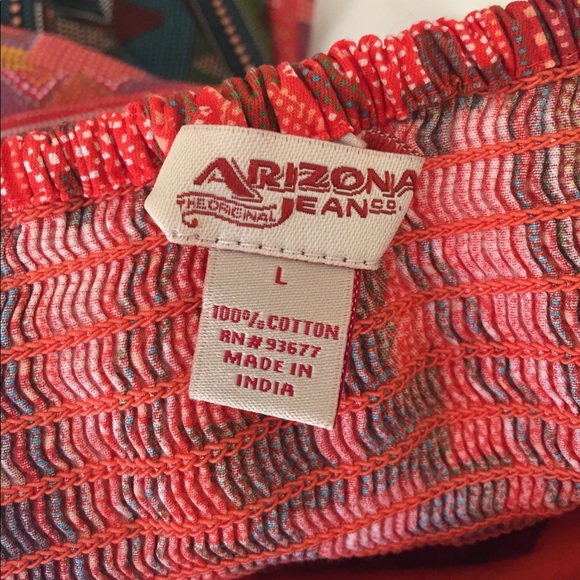 ARIZONA
THE ORIGINAL JEAN CO.
L
100% COTTON
RN# 93677
MADE IN
INDIA